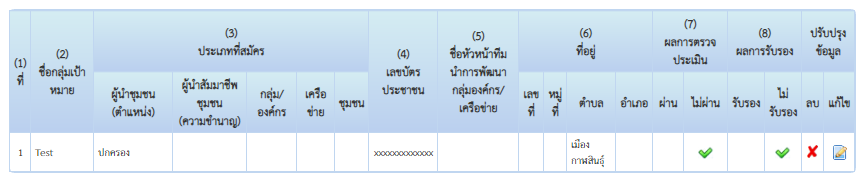 (1)
ที่
(2)
ชื่อกลุ่มเป้า
หมาย
(3)
ประเภทที่สมัคร
ผู้นำชุมชน
(ตำแหน่ง)
ผู้นำสัมมาชีพ
ชุมชน
(ความชำนาญ)
กลุ่ม/
องค์กร
เครือ
ข่าย
ชุมชน
(4)
เลขบัตร
ประชาชน
(5)
ชื่อหัวหน้าทีม
นำการพัฒนา
กลุ่มองค์กร/
เครือข่าย
(6)
ที่อยู่
เลข
ที่
หมู่
ที่
ตำบล
อำเภอ
(7)
ผลการตรวจ
ประเมิน
ผ่าน
ไม่ผ่าน
(8)
ผลการรับรอง
รับรอง
ไม่
รับรอง
ปรับปรุง
ข้อมูล
ลบ
แก้ไข
1
Test
ปกครอง
xxxxxxxxxxxxx
เมือง
กาฬสินธุ์